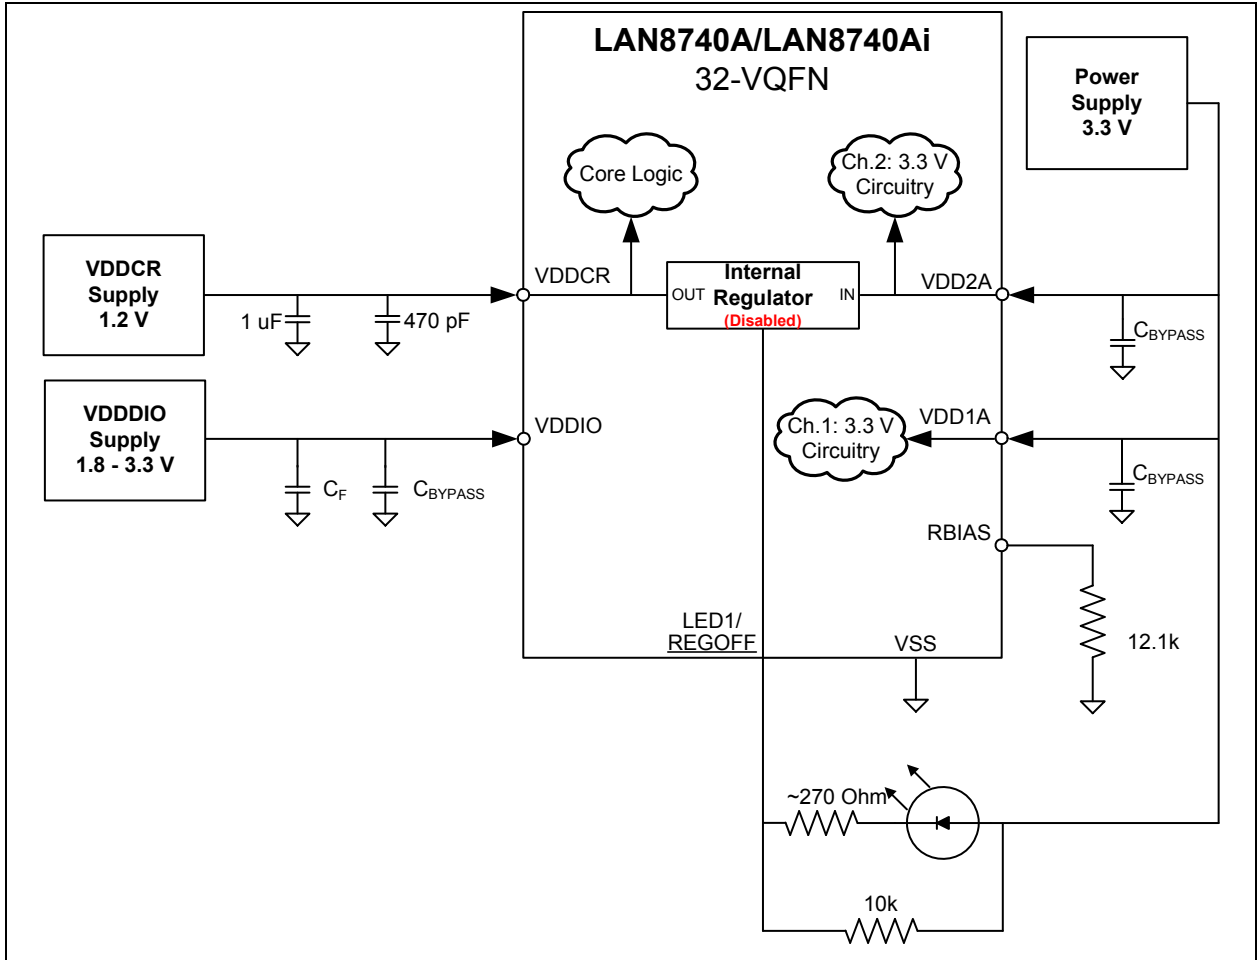 LAN8740A/LAN8740Ai
32-VQFN
Power
Supply
3.3 V
Core Logic
Ch.2: 3.3 V
Circuitry
VDDCR
Supply
1.2 V
1 uF
470 pF
VDDCR
OUT
Internal
Regulator
(Disabled)
IN
VDD2A
CBYPASS
VDDDIO
Supply
1.8 - 3.3 V
CF
CBYPASS
VDDIO
Ch.1: 3.3 V
Circuitry
VDD1A
CBYPASS
RBIAS
12.1k
LED1/
REGOFF
VSS
~270 Ohm
10k